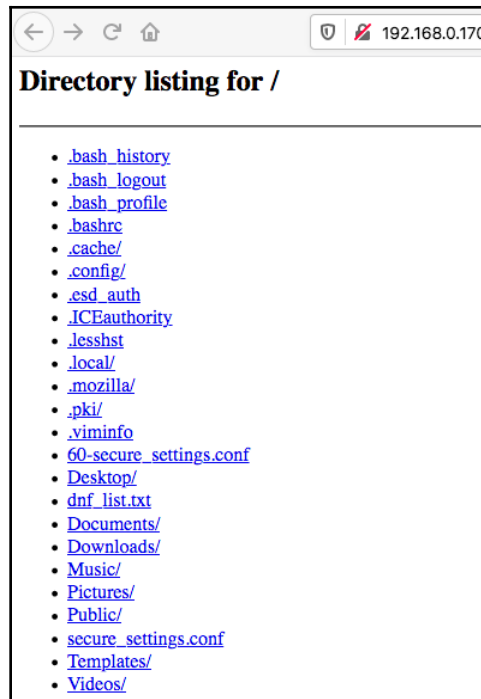 192.168.0.170
Directory listing for /
.bash_history
.bash_logout
.bash_profile
.bashrc
.cache/
.config/
.esd_auth
.ICEauthority
.lesshst
.local/
.mozilla/
.pki/
.viminfo
60-secure_settings.conf
Desktop/
dnf_list.txt
Documents/
Downloads/
Music/
Pictures/
Public/
secure_settings.conf
Templates/
Videos/